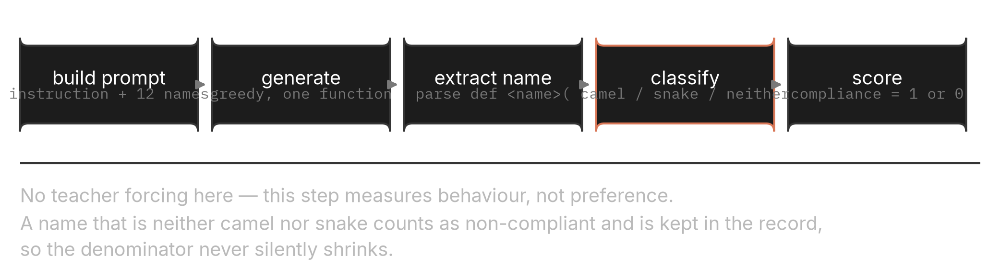 build prompt
instruction + 12 names
generate
greedy, one function
extract name
parse def <name>(
classify
camel / snake / neither
score
compliance = 1 or 0
No teacher forcing here — this step measures behaviour, not preference.
A name that is neither camel nor snake counts as non-compliant and is kept in the record,
so the denominator never silently shrinks.